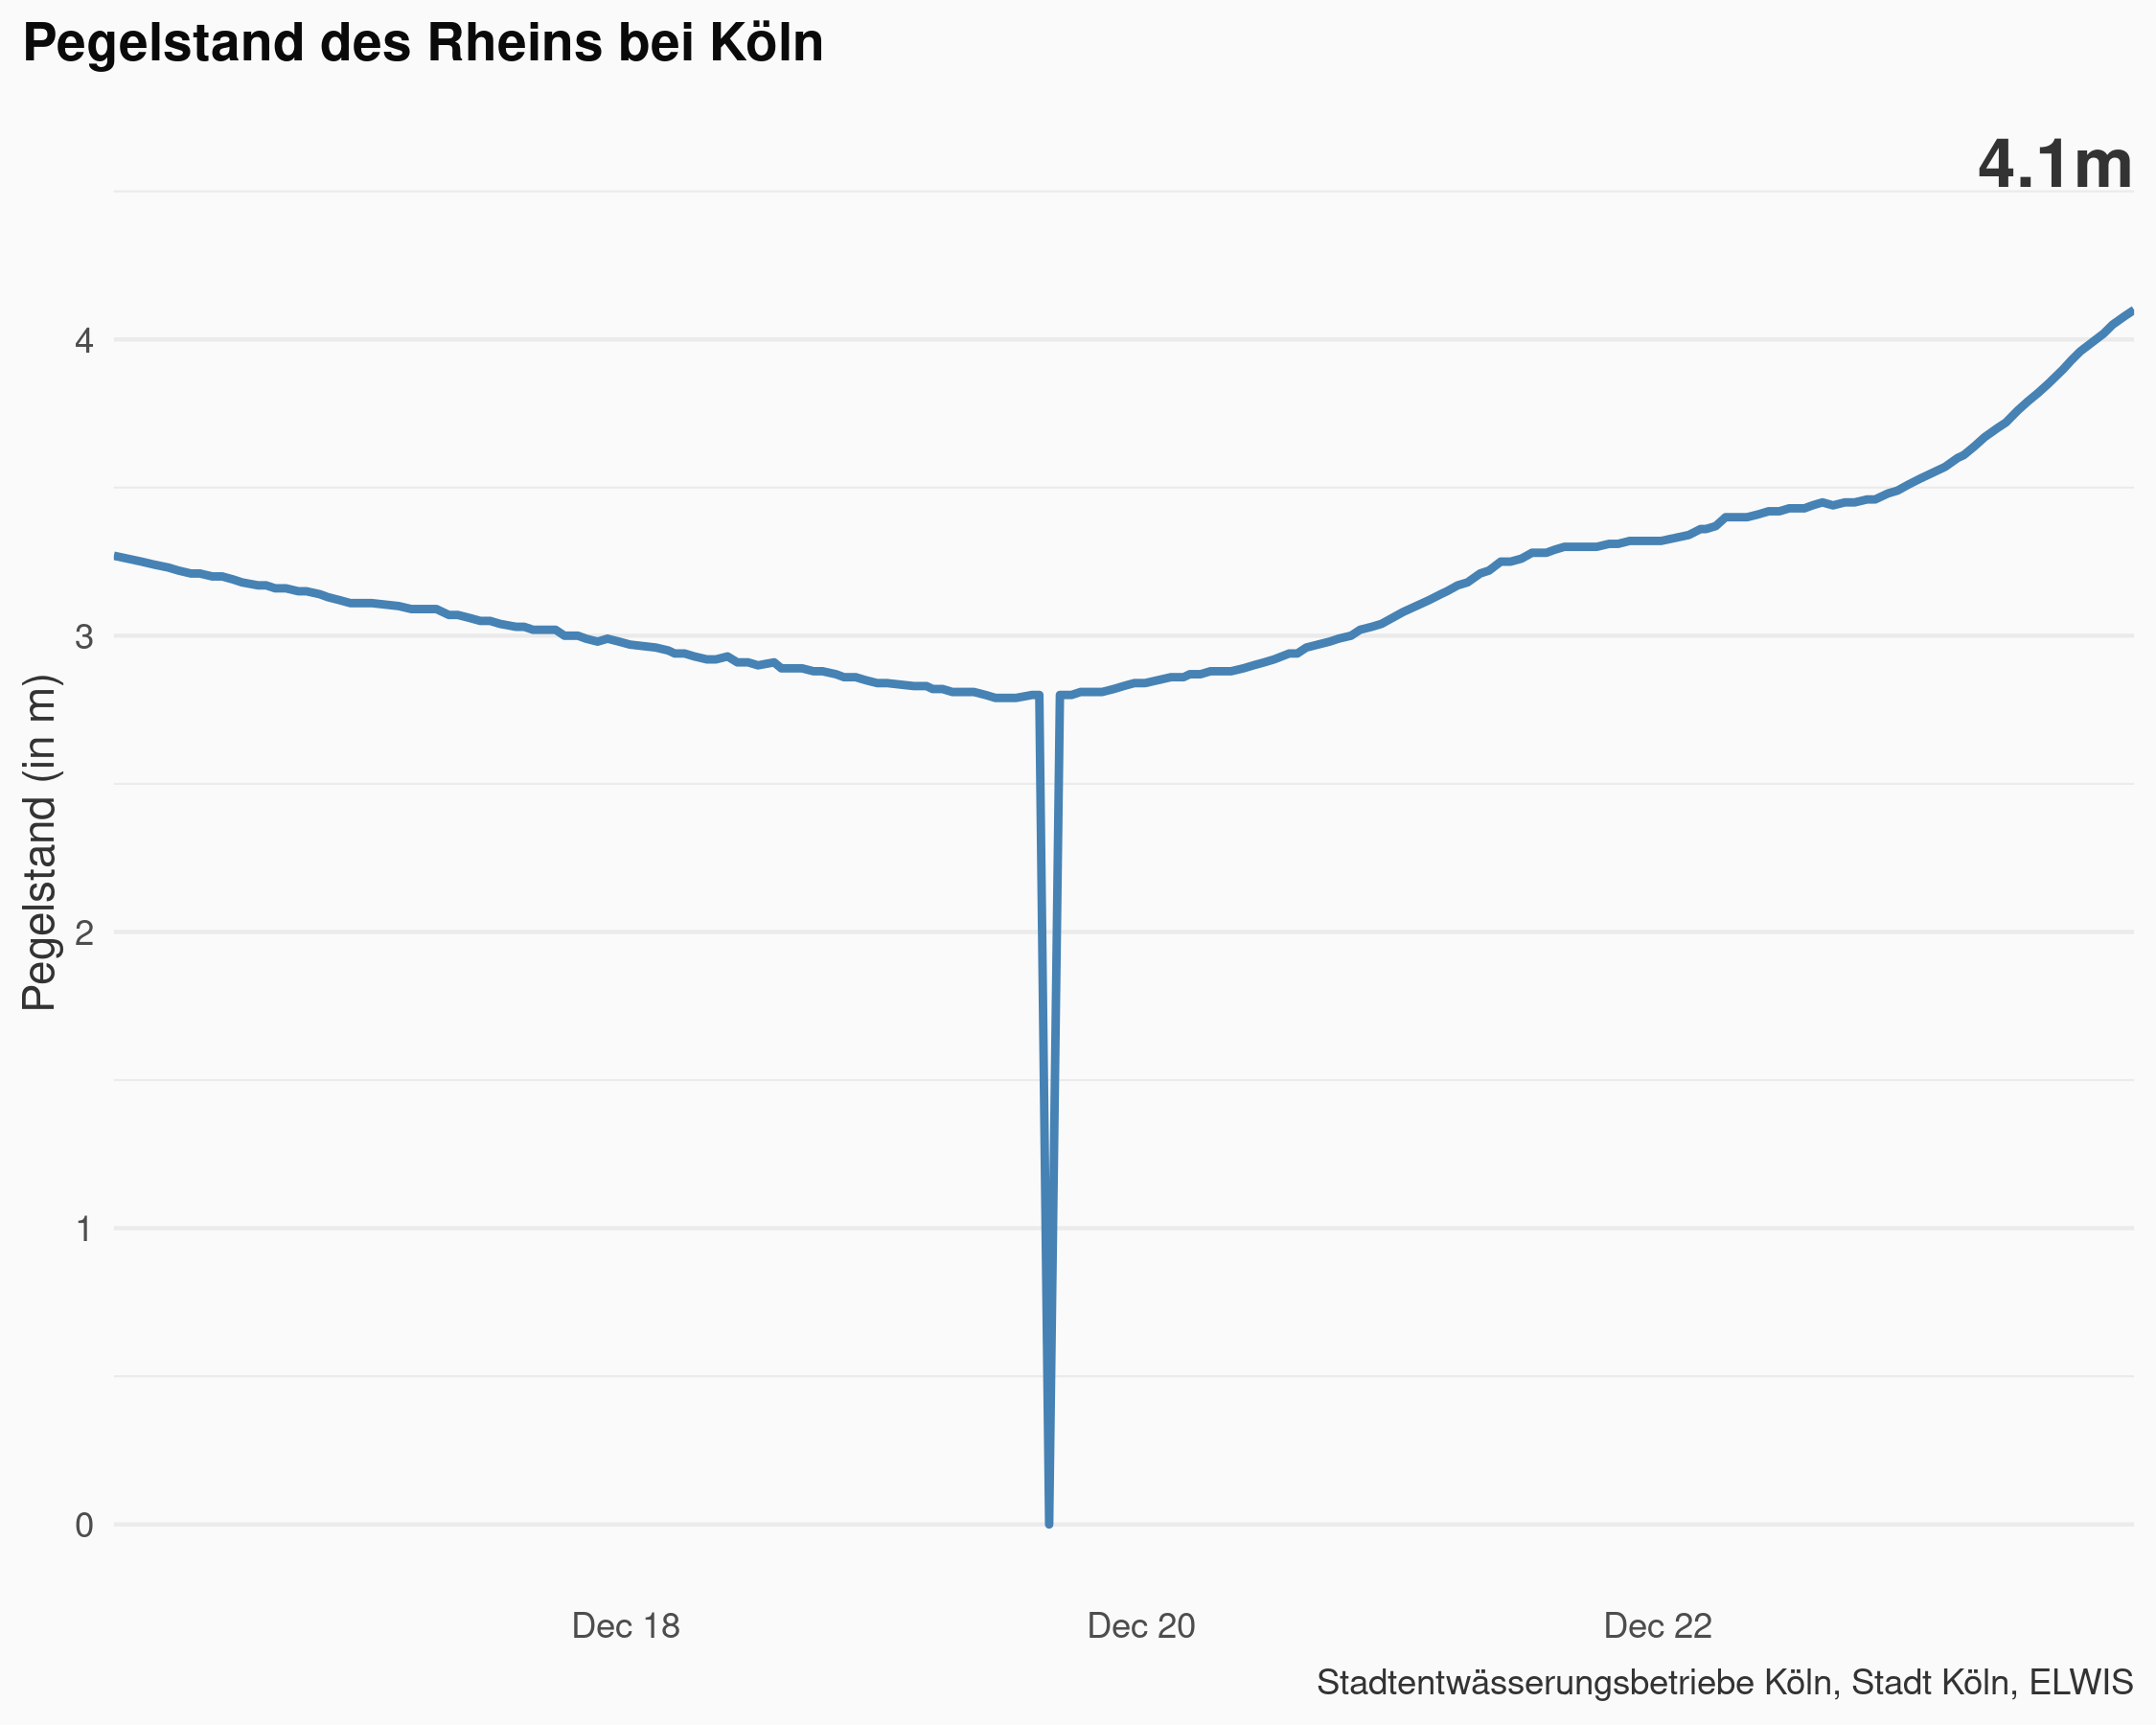 Pegelstand des Rheins bei Köln
4.1m
Pegelstand (in m)
4
3
2
1
0
Dec 18
Dec 20
Dec 22
Stadtentwässerungsbetriebe Köln, Stadt Köln, ELWIS